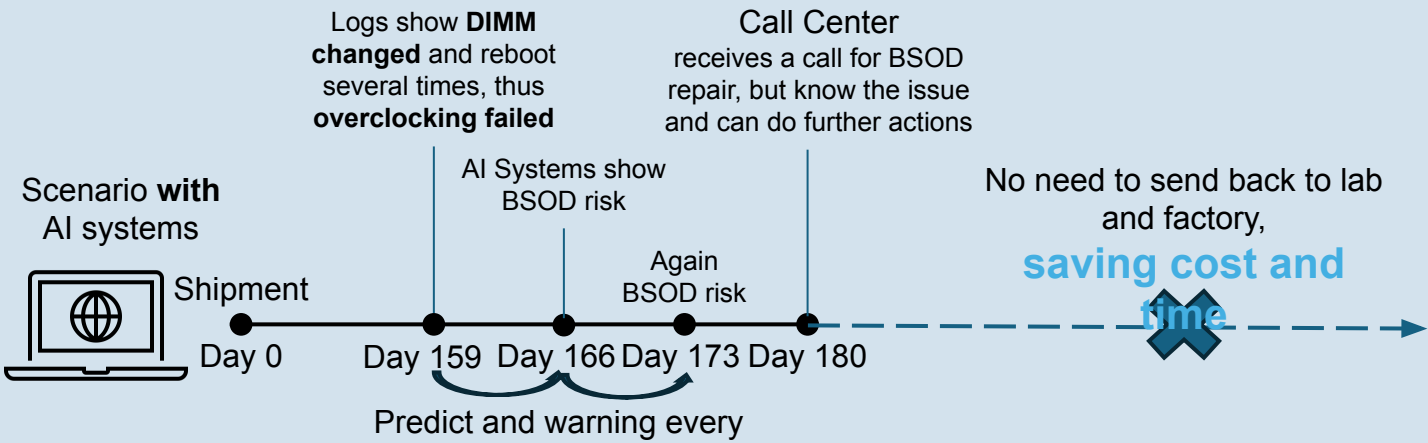 Logs show DIMM
changed and reboot
several times, thus
overclocking failed
Call Center
receives a call for BSOD
repair, but know the issue
and can do further actions
AI Systems show
BSOD risk
Scenario with
AI systems
No need to send back to lab
and factory,
saving cost and
time
Again
BSOD risk
Shipment
Day 0
Day 159
Day 166
Day 173
Day 180
Predict and warning every